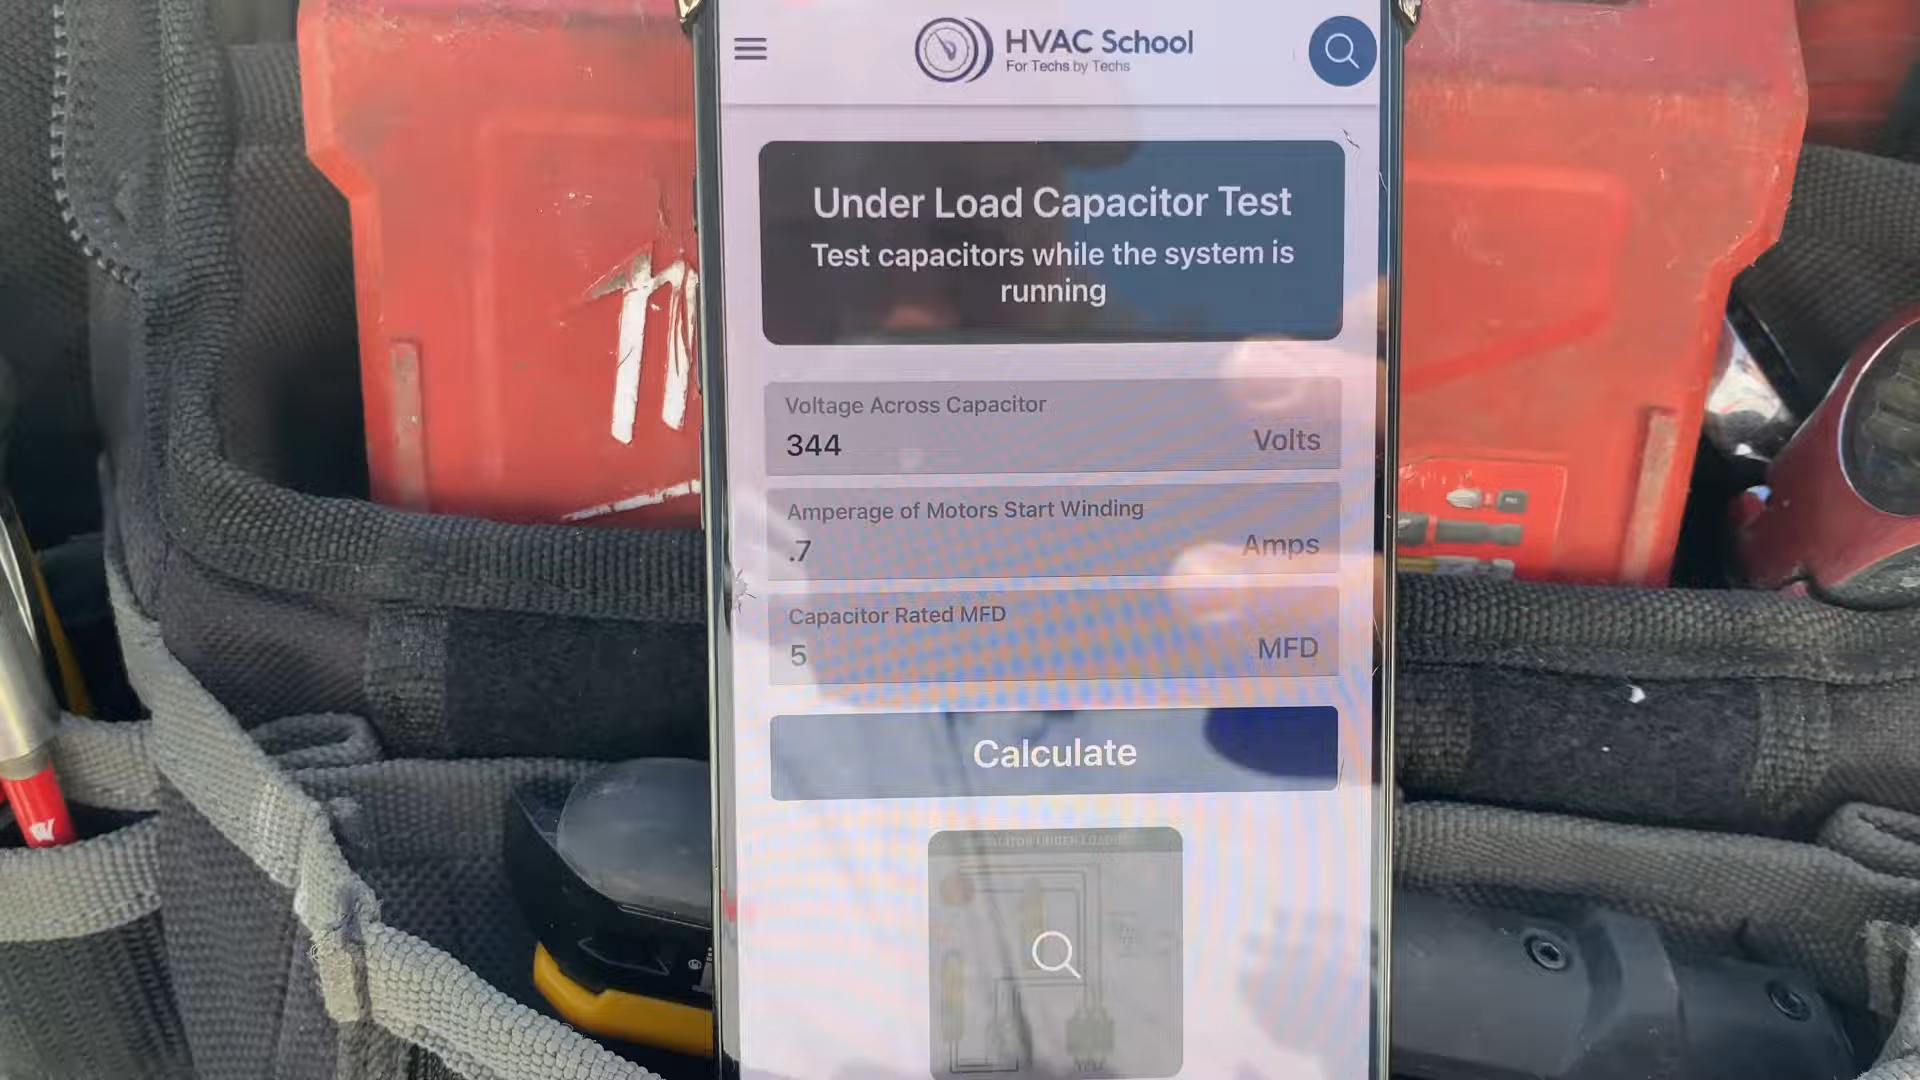 HVAC School
For Techs by Techs
Under Load Capacitor Test
Test capacitors while the system is
running
Voltage Across Capacitor
344 Volts
Amperage of Motors Start Winding
.7 Amps
Capacitor Rated MFD
5 MFD
Calculate